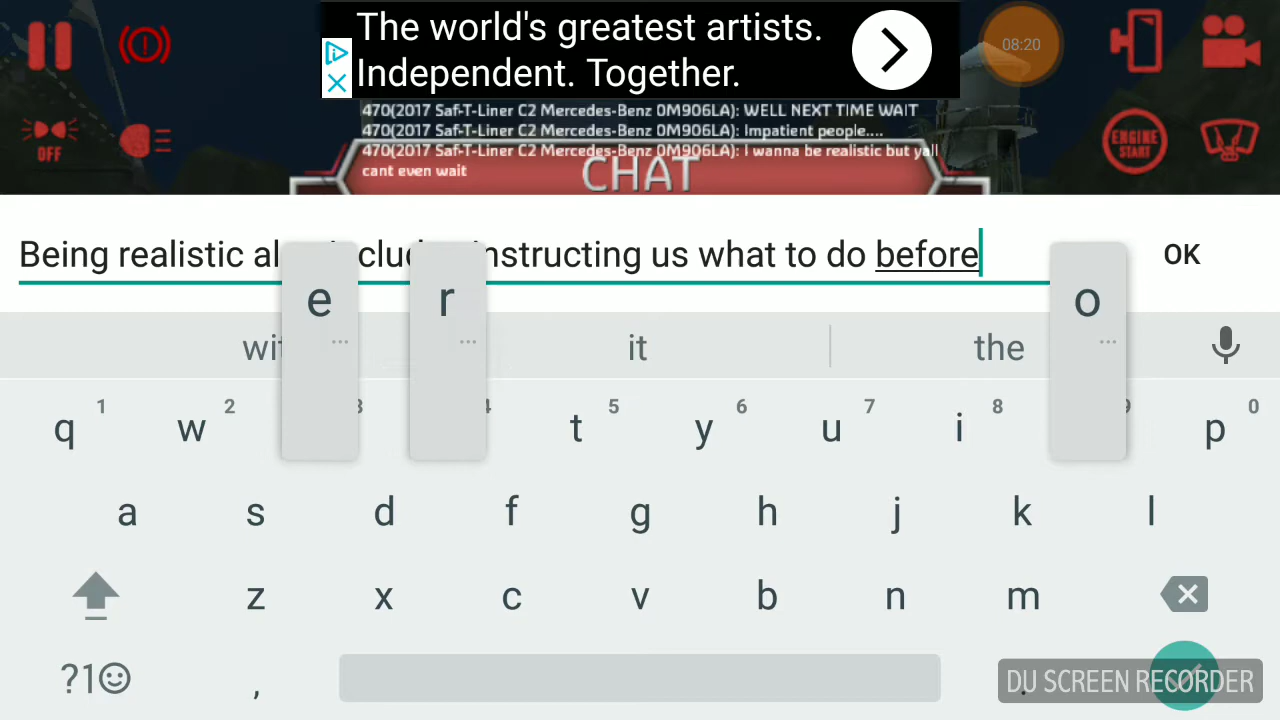 The world's greatest artists.
Independent. Together.
08:20
OFF
ENGINE
START
470(2017 Saf-T-Liner C2 Mercedes-Benz OM906LA): WELL NEXT TIME WAIT
470(2017 Saf-T-Liner C2 Mercedes-Benz OM906LA): Impatient people....
470(2017 Saf-T-Liner C2 Mercedes-Benz OM906LA): I wanna be realistic but yall
cant even wait
CHAT
Being realistic instructing us what to do before
OK
it the
1 2 5 6 7 8 0
q w e r t y u i o p
a s d f g h j k l
z x c v b n m
?1 ,
DU SCREEN RECORDER